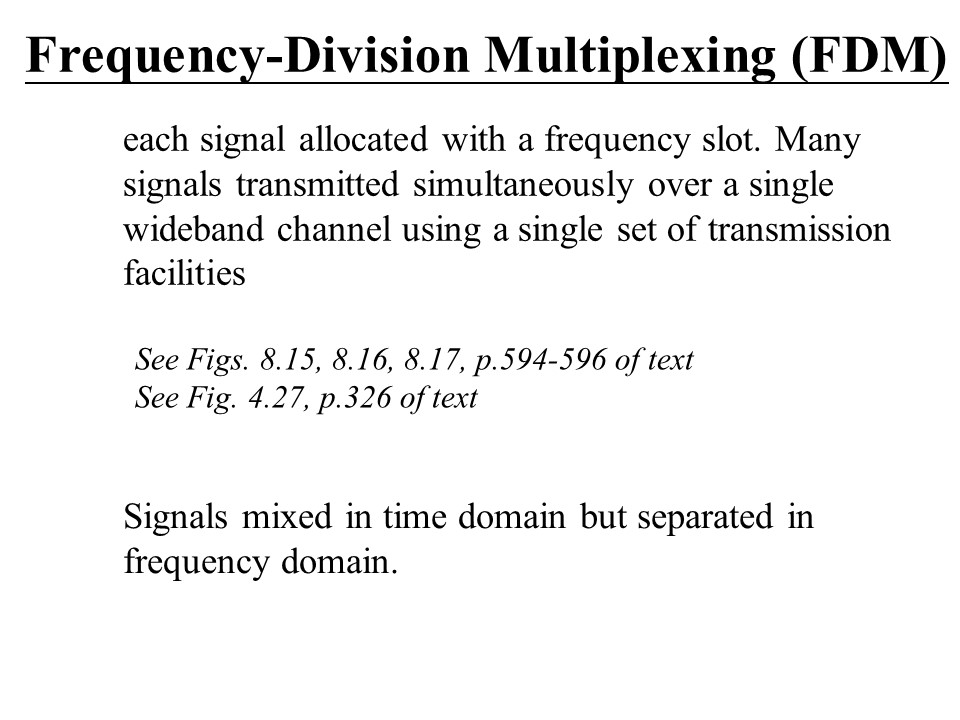 Frequency-Division Multiplexing (FDM)
each signal allocated with a frequency slot. Many
signals transmitted simultaneously over a single
wideband channel using a single set of transmission
facilities
See Figs. 8.15, 8.16, 8.17, p.594-596 of text
See Fig. 4.27, p.326 of text
Signals mixed in time domain but separated in
frequency domain.